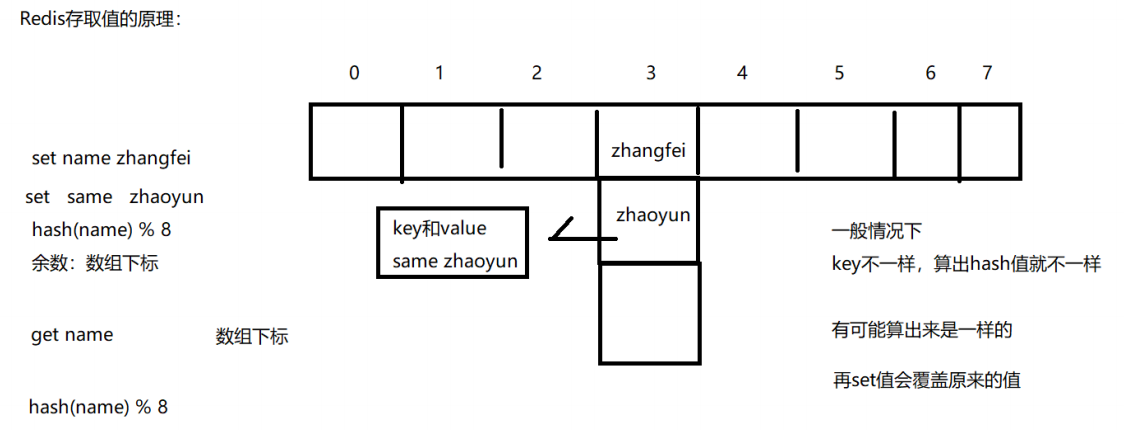 Redis存取值的原理：
0 1 2 3 4 5 6 7
zhangfei
set name zhangfei
set same zhaoyun
zhaoyun
hash(name) % 8
余数：数组下标
key和value
same zhaoyun
一般情况下
key不一样，算出hash值就不一样
get name
数组下标
有可能算出来是一样的
再set值会覆盖原来的值
hash(name) % 8